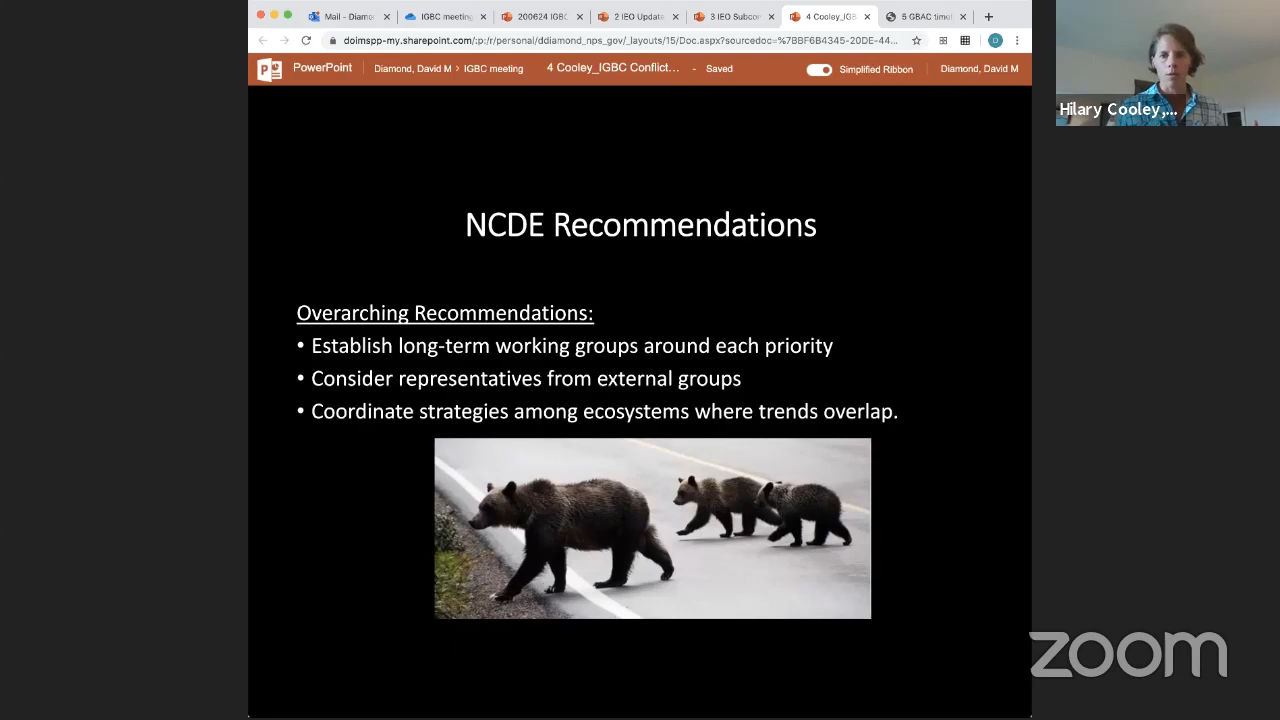 Mail - Diamo
IGBC meeting
200624 IGBC
2 IEO Update
3 IEO Subcom
4 Cooley_IGB
5 GBAC timel
doimspp-my.sharepoint.com/:p:/r/personal/ddiamond_nps_gov/_layouts/15/Doc.aspx?sourcedoc=%7BBF6B4345-20DE-44...
PowerPoint
Diamond, David M > IGBC meeting
4 Cooley_IGBC Conflict... - Saved
Simplified Ribbon
Diamond, David M
Hilary Cooley,...
NCDE Recommendations
Overarching Recommendations:
• Establish long-term working groups around each priority
• Consider representatives from external groups
• Coordinate strategies among ecosystems where trends overlap.
zoom